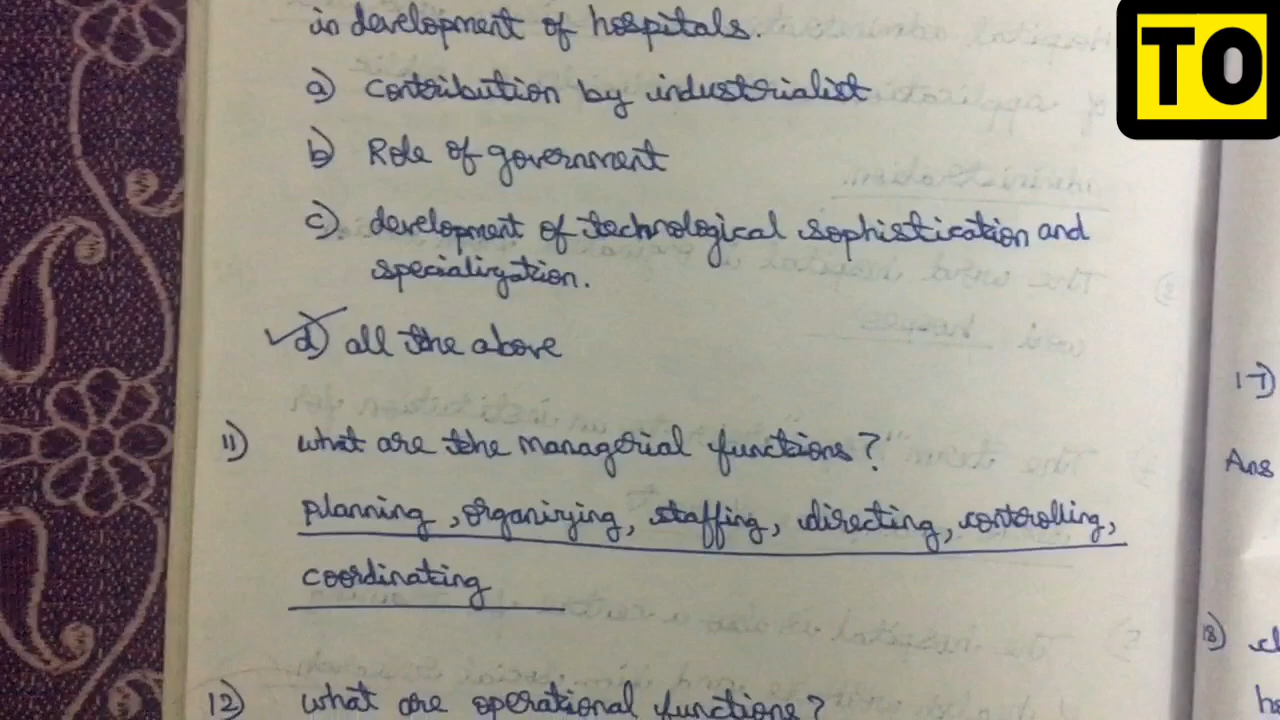 in development of hospitals.
a) contribution by industrialist
b) Role of government
c). development of technological sophistication and
specialization.
d) all the above
11) what are the managerial functions?
planning, organizing, staffing, directing, controlling,
coordinating
12) what are operational functions?
TO
17)
Ans
18)